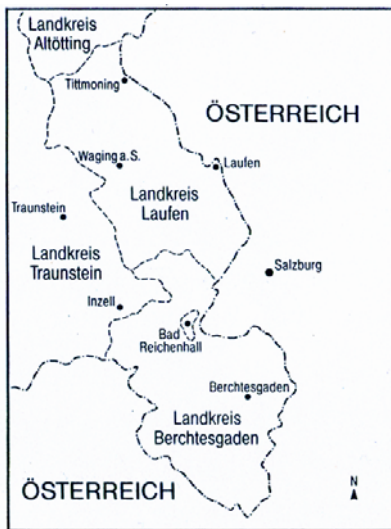 Landkreis
Altötting
Tittmoning
ÖSTERREICH
Waging a.S.
Laufen
Landkreis
Laufen
Traunstein
Landkreis
Traunstein
Salzburg
Inzell
Bad
Reichenhall
Berchtesgaden
Landkreis
Berchtesgaden
ÖSTERREICH
N